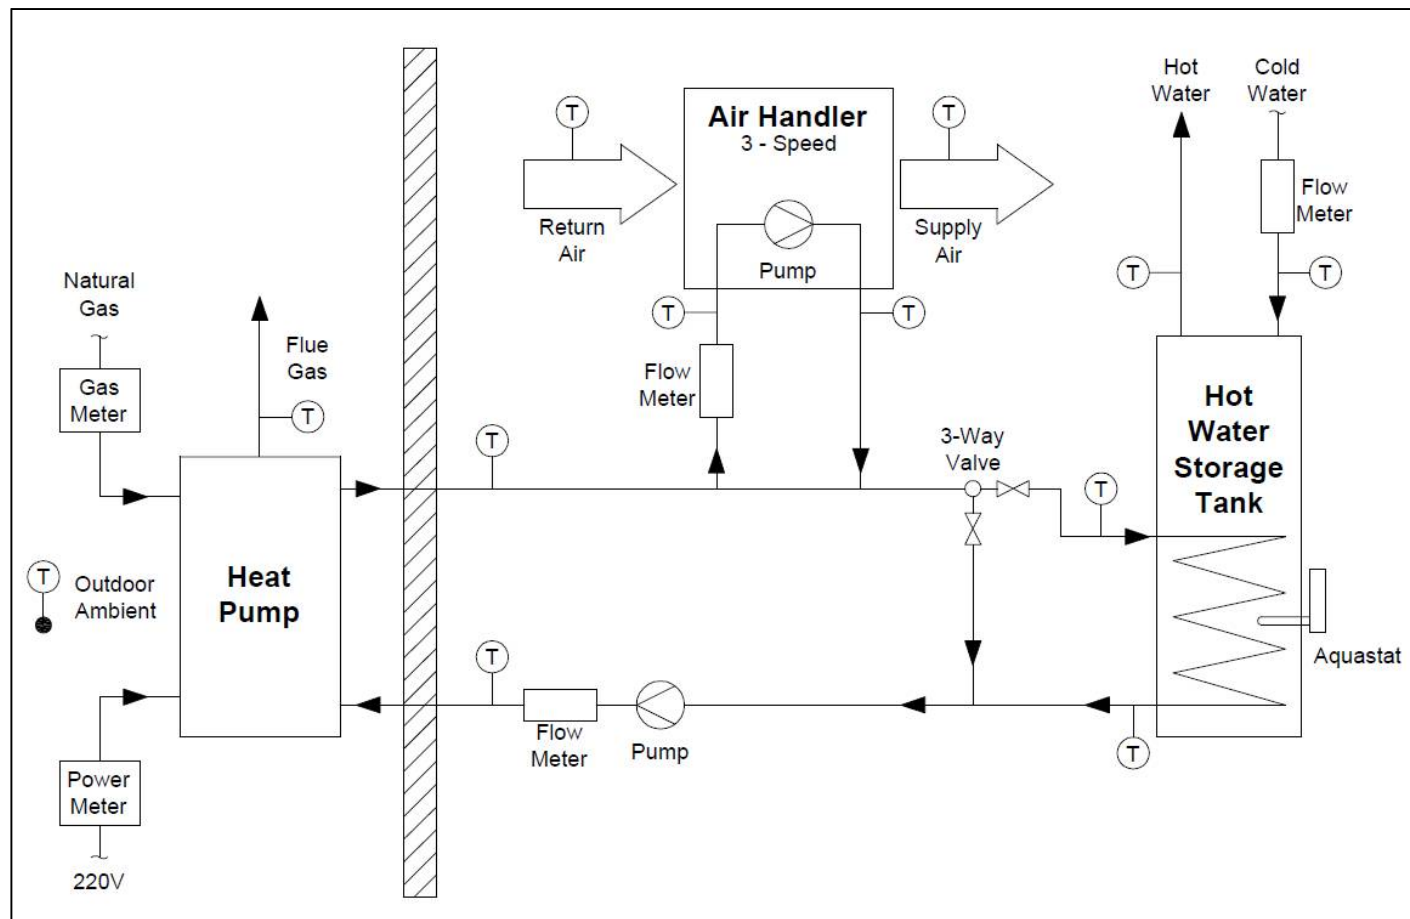 Hot
Water
Cold
Water
T
T
Air Handler
3 - Speed
Flow
Meter
Return
Air
Supply
Air
Pump
T
T
T
T
Natural
Gas
Flue
Gas
Gas
Meter
T
Flow
Meter
Hot
Water
Storage
Tank
T
3-Way
Valve
T
T
Outdoor
Ambient
Heat
Pump
T
Aquastat
Flow
Meter
Pump
T
Power
Meter
220V